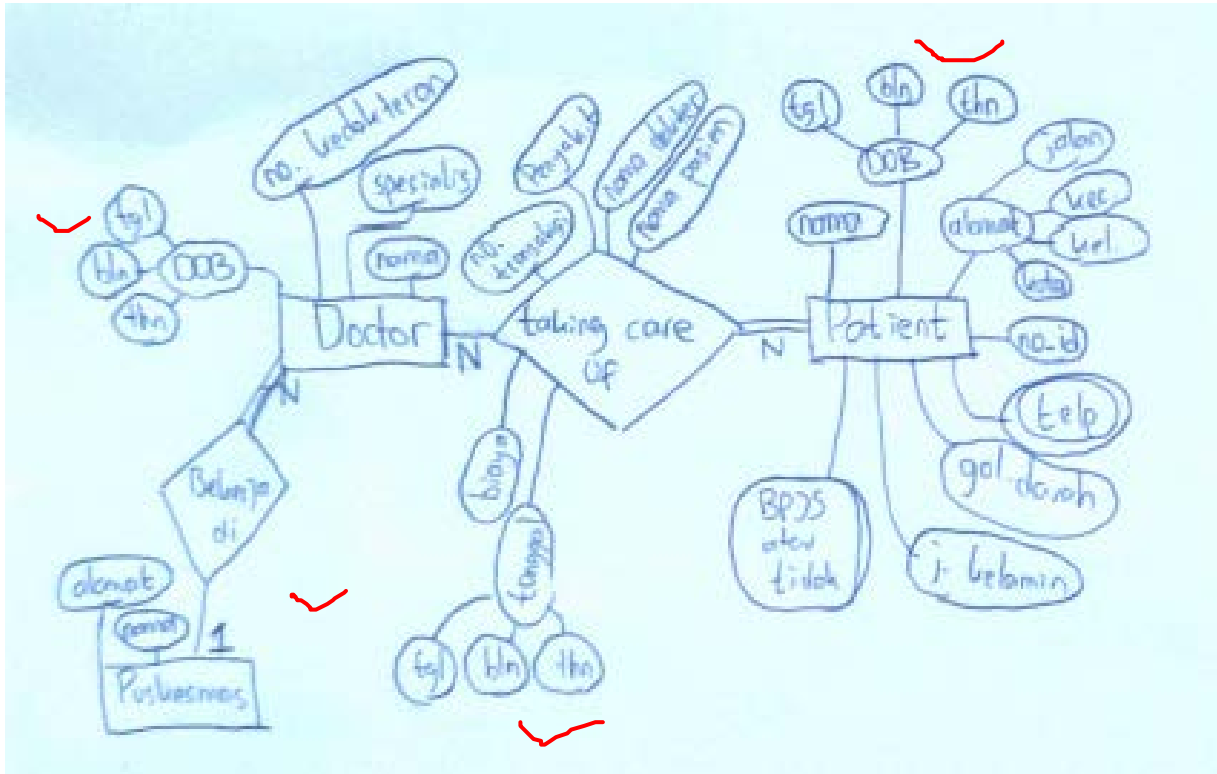 no. kedokteran
spesialis
nama
tgl
bln
thn
DOB
Doctor
N
N
no. transaksi
Penyakit
nama dokter
nama pasien
taking care
of
N
biaya
tanggal
tgl
bln
thn
tgl
bln
thn
DOB
nama
alamat
jalan
kec
kel.
kota
Patient
no_id
telp
gol. darah
j. kelamin
BPJS
atau
tidak
di
1
alamat
nama
Puskesmas